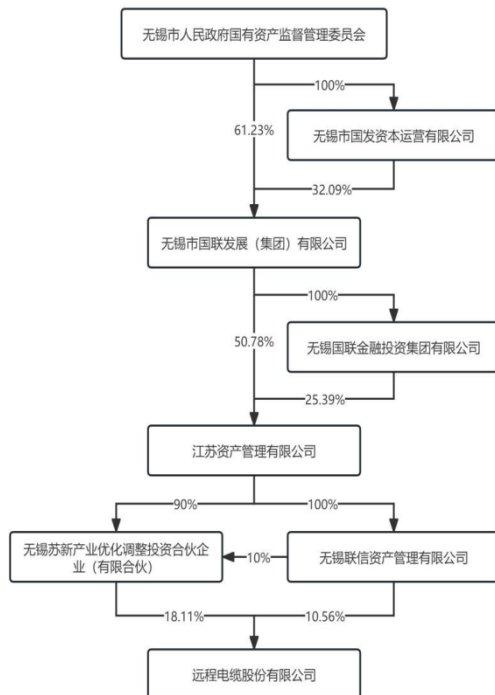 无锡市人民政府国有资产监督管理委员会
100%
61.23%
无锡市国发资本运营有限公司
32.09%
无锡市国联发展（集团）有限公司
100%
50.78%
无锡国联金融投资集团有限公司
25.39%
江苏资产管理有限公司
90%
100%
无锡苏新产业优化调整投资合伙企
业（有限合伙）
10%
无锡联信资产管理有限公司
18.11%
10.56%
远程电缆股份有限公司